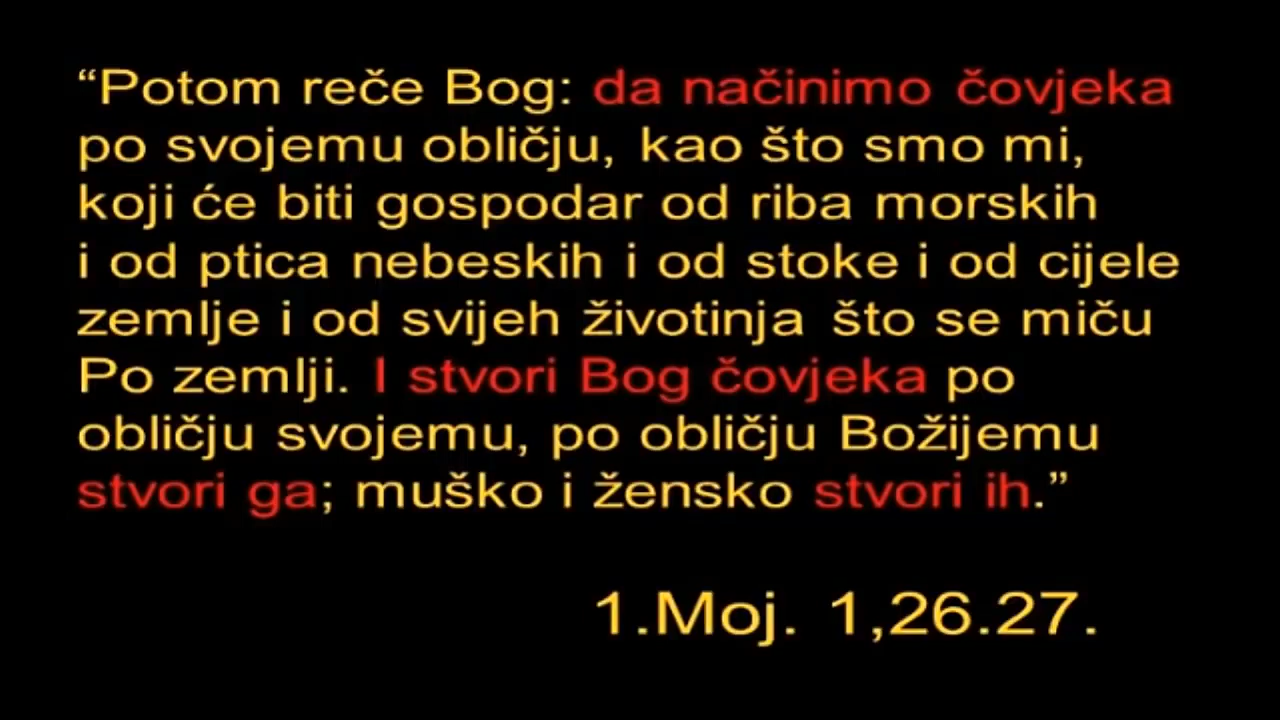 “Potom reče Bog: da načinimo čovjeka
po svojemu obličju, kao što smo mi,
koji će biti gospodar od riba morskih
i od ptica nebeskih i od stoke i od cijele
zemlje i od svijeh životinja što se miču
Po zemlji. I stvori Bog čovjeka po
obličju svojemu, po obličju Božijemu
stvori ga; muško i žensko stvori ih.”
1.Moj. 1,26.27.